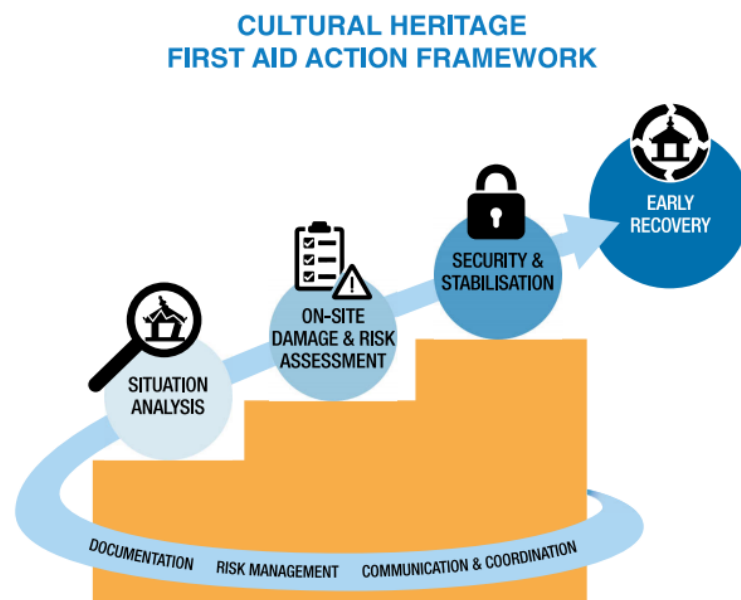 CULTURAL HERITAGE
FIRST AID ACTION FRAMEWORK
EARLY
RECOVERY
SECURITY &
STABILISATION
ON-SITE
DAMAGE & RISK
ASSESSMENT
SITUATION
ANALYSIS
DOCUMENTATION RISK MANAGEMENT COMMUNICATION & COORDINATION